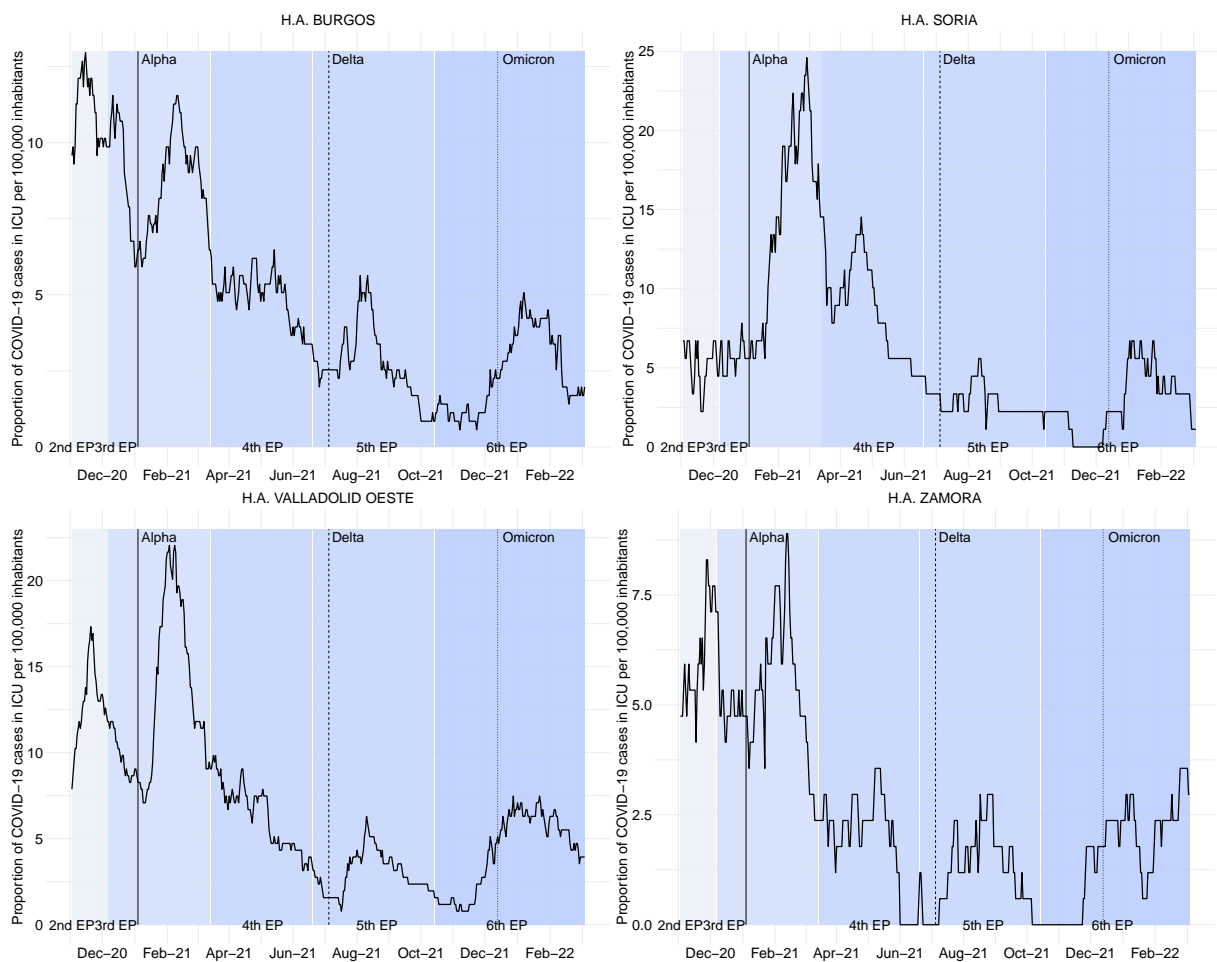 H.A. BURGOS
Proportion of COVID−19 cases in ICU per 100,000 inhabitants
10
5
0
Alpha
Delta
Omicron
2nd EP
3rd EP
4th EP
5th EP
6th EP
Dec−20
Feb−21
Apr−21
Jun−21
Aug−21
Oct−21
Dec−21
Feb−22
H.A. SORIA
Proportion of COVID−19 cases in ICU per 100,000 inhabitants
25
20
15
10
5
0
Alpha
Delta
Omicron
2nd EP
3rd EP
4th EP
5th EP
6th EP
Dec−20
Feb−21
Apr−21
Jun−21
Aug−21
Oct−21
Dec−21
Feb−22
H.A. VALLADOLID OESTE
Proportion of COVID−19 cases in ICU per 100,000 inhabitants
20
15
10
5
0
Alpha
Delta
Omicron
2nd EP
3rd EP
4th EP
5th EP
6th EP
Dec−20
Feb−21
Apr−21
Jun−21
Aug−21
Oct−21
Dec−21
Feb−22
H.A. ZAMORA
Proportion of COVID−19 cases in ICU per 100,000 inhabitants
7.5
5.0
2.5
0.0
Alpha
Delta
Omicron
2nd EP
3rd EP
4th EP
5th EP
6th EP
Dec−20
Feb−21
Apr−21
Jun−21
Aug−21
Oct−21
Dec−21
Feb−22